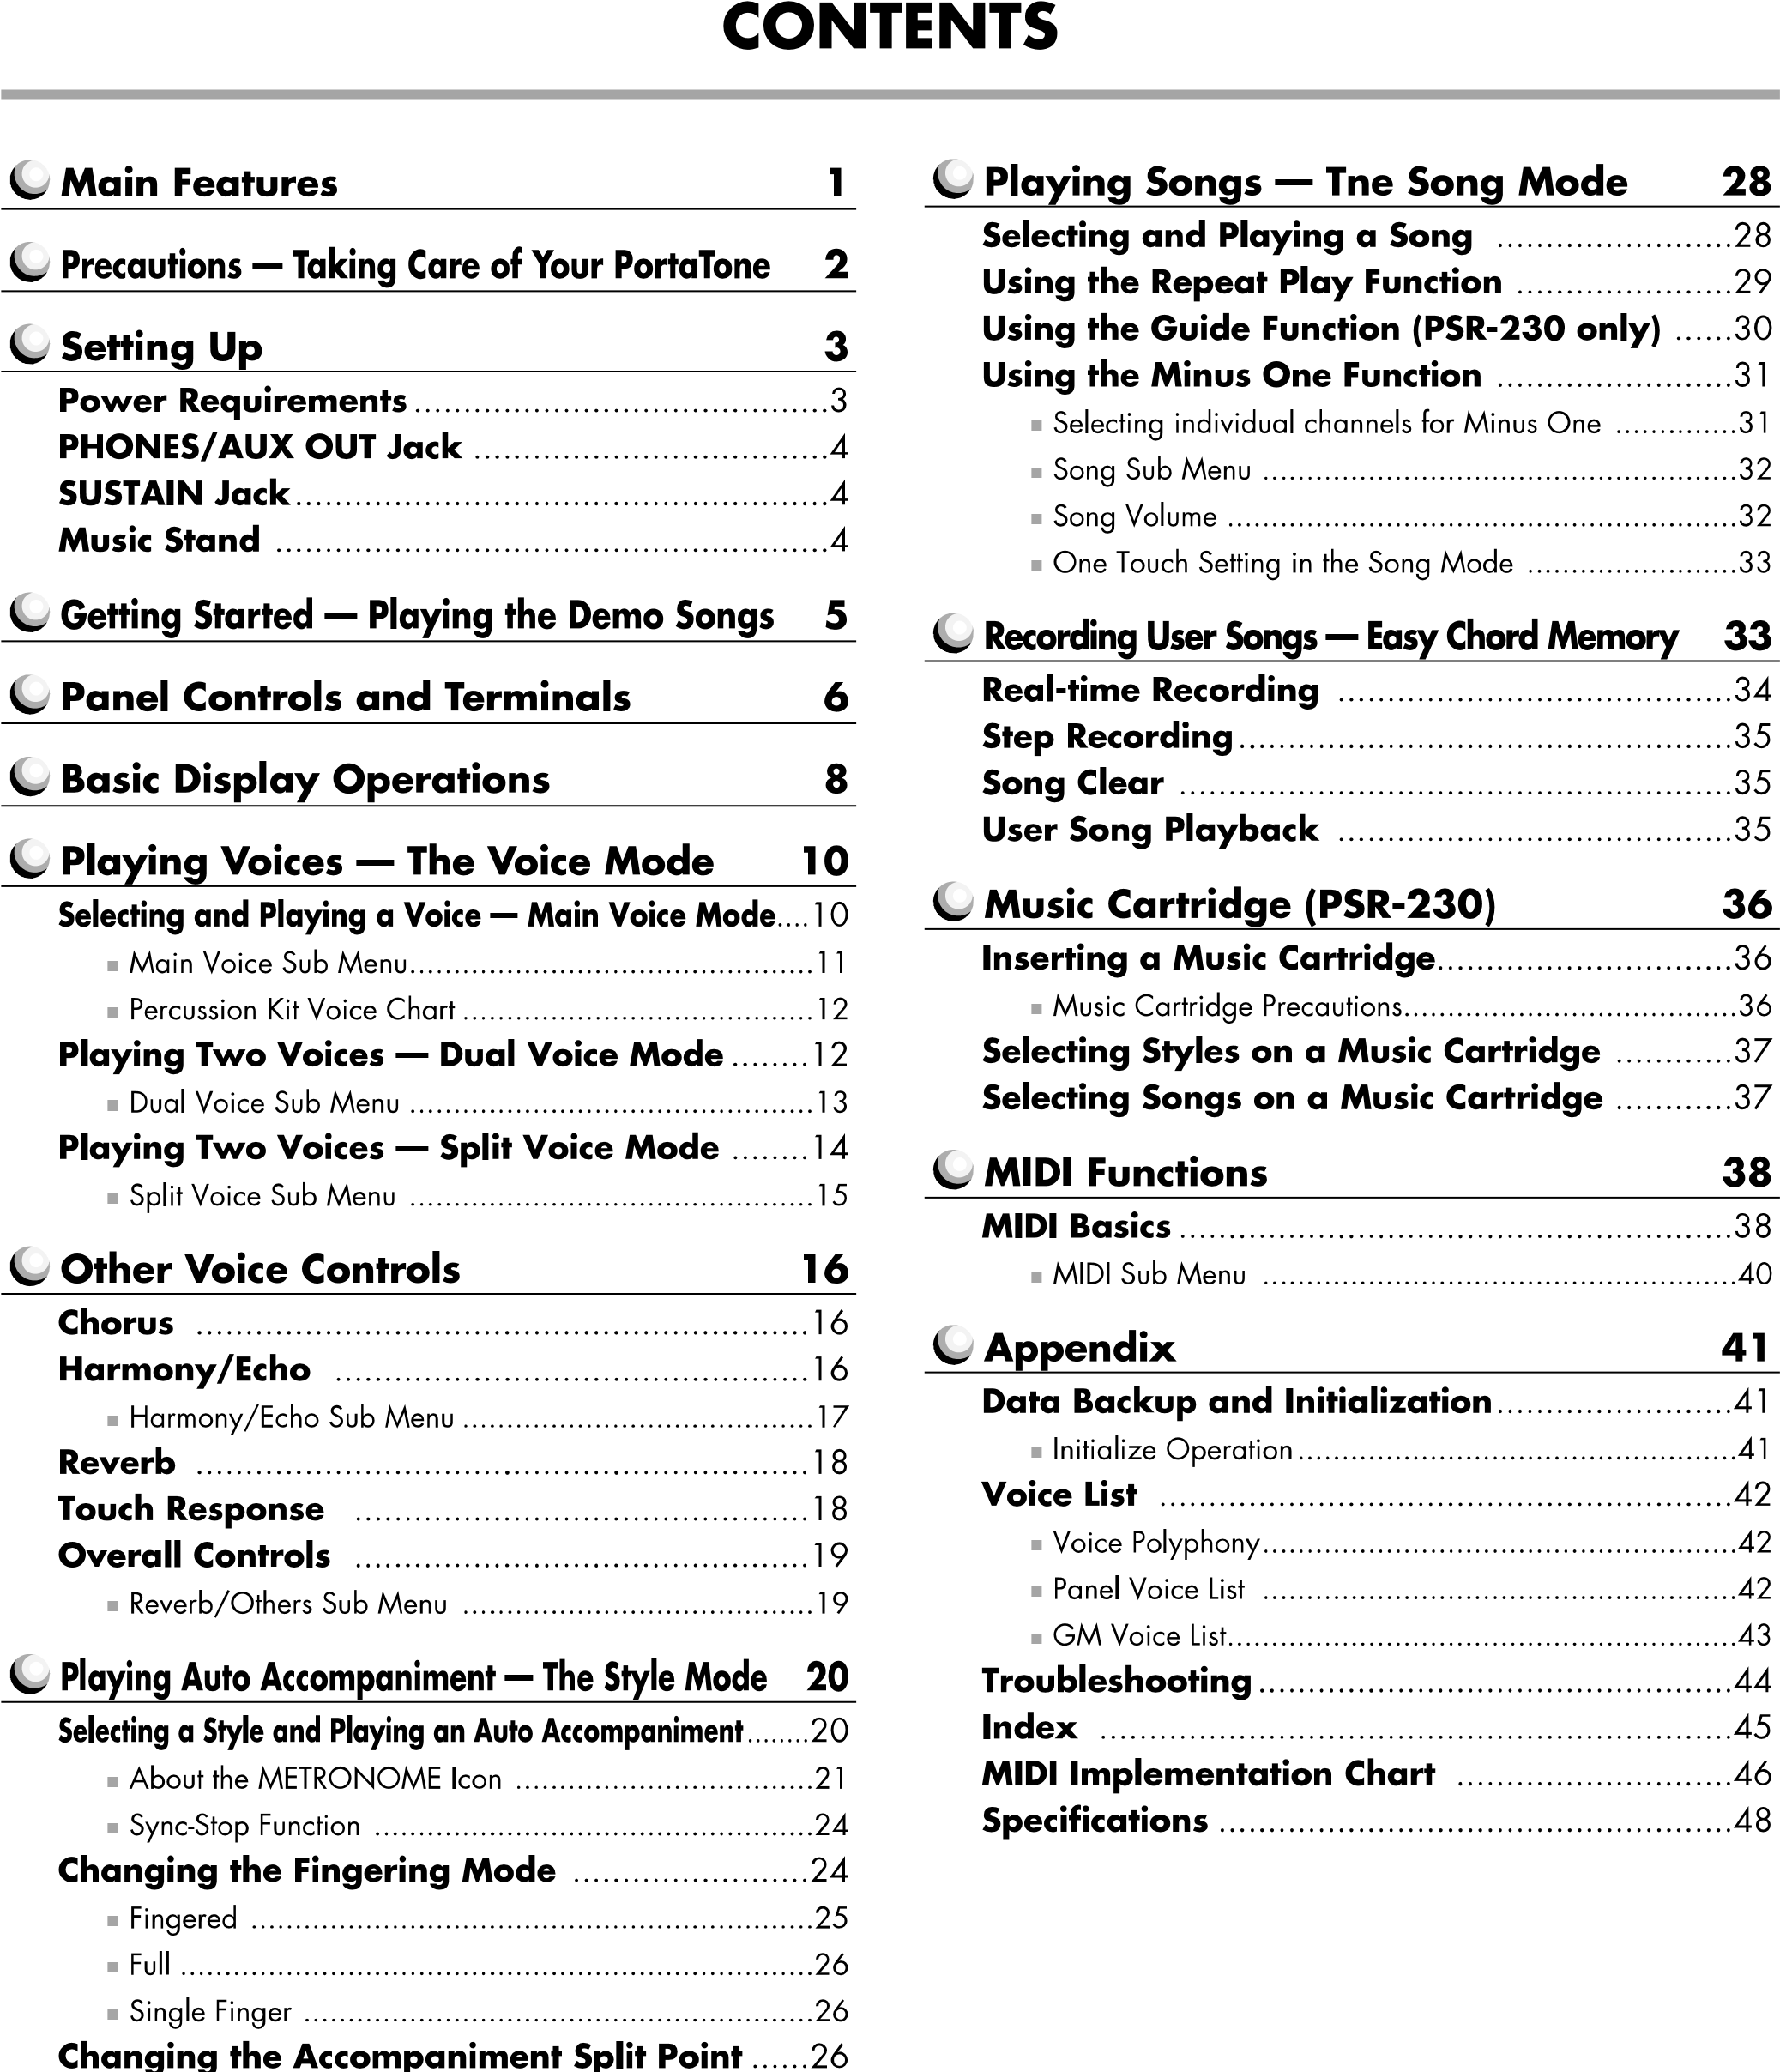 CONTENTS
Main Features 1
Precautions — Taking Care of Your PortaTone 2
Setting Up 3
Power Requirements ............................................3
PHONES/AUX OUT Jack ....................................4
SUSTAIN Jack......................................................4
Music Stand ........................................................4
Getting Started — Playing the Demo Songs 5
Panel Controls and Terminals 6
Basic Display Operations 8
Playing Voices — The Voice Mode 10
Selecting and Playing a Voice — Main Voice Mode....10
■ Main Voice Sub Menu..............................................11
■ Percussion Kit Voice Chart ........................................12
Playing Two Voices — Dual Voice Mode ........12
■ Dual Voice Sub Menu ..............................................13
Playing Two Voices — Split Voice Mode ........14
■ Split Voice Sub Menu ..............................................15
Other Voice Controls 16
Chorus ..............................................................16
Harmony/Echo ................................................16
■ Harmony/Echo Sub Menu ........................................17
Reverb ..............................................................18
Touch Response ..............................................18
Overall Controls ..............................................19
■ Reverb/Others Sub Menu ........................................19
Playing Auto Accompaniment — The Style Mode 20
Selecting a Style and Playing an Auto Accompaniment........20
■ About the METRONOME Icon ..................................21
■ Sync-Stop Function ..................................................24
Changing the Fingering Mode ........................24
■ Fingered ................................................................25
■ Full ........................................................................26
■ Single Finger ..........................................................26
Changing the Accompaniment Split Point ......26
Playing Songs — Tne Song Mode 28
Selecting and Playing a Song ........................28
Using the Repeat Play Function ......................29
Using the Guide Function (PSR-230 only) ......30
Using the Minus One Function ........................31
■ Selecting individual channels for Minus One ..............31
■ Song Sub Menu ......................................................32
■ Song Volume ..........................................................32
■ One Touch Setting in the Song Mode ........................33
Recording User Songs — Easy Chord Memory 33
Real-time Recording ........................................34
Step Recording..................................................35
Song Clear ........................................................35
User Song Playback ........................................35
Music Cartridge (PSR-230) 36
Inserting a Music Cartridge..............................36
■ Music Cartridge Precautions......................................36
Selecting Styles on a Music Cartridge ............37
Selecting Songs on a Music Cartridge ............37
MIDI Functions 38
MIDI Basics ........................................................38
■ MIDI Sub Menu ......................................................40
Appendix 41
Data Backup and Initialization........................41
■ Initialize Operation..................................................41
Voice List ..........................................................42
■ Voice Polyphony......................................................42
■ Panel Voice List ......................................................42
■ GM Voice List..........................................................43
Troubleshooting ................................................44
Index ................................................................45
MIDI Implementation Chart ............................46
Specifications ....................................................48